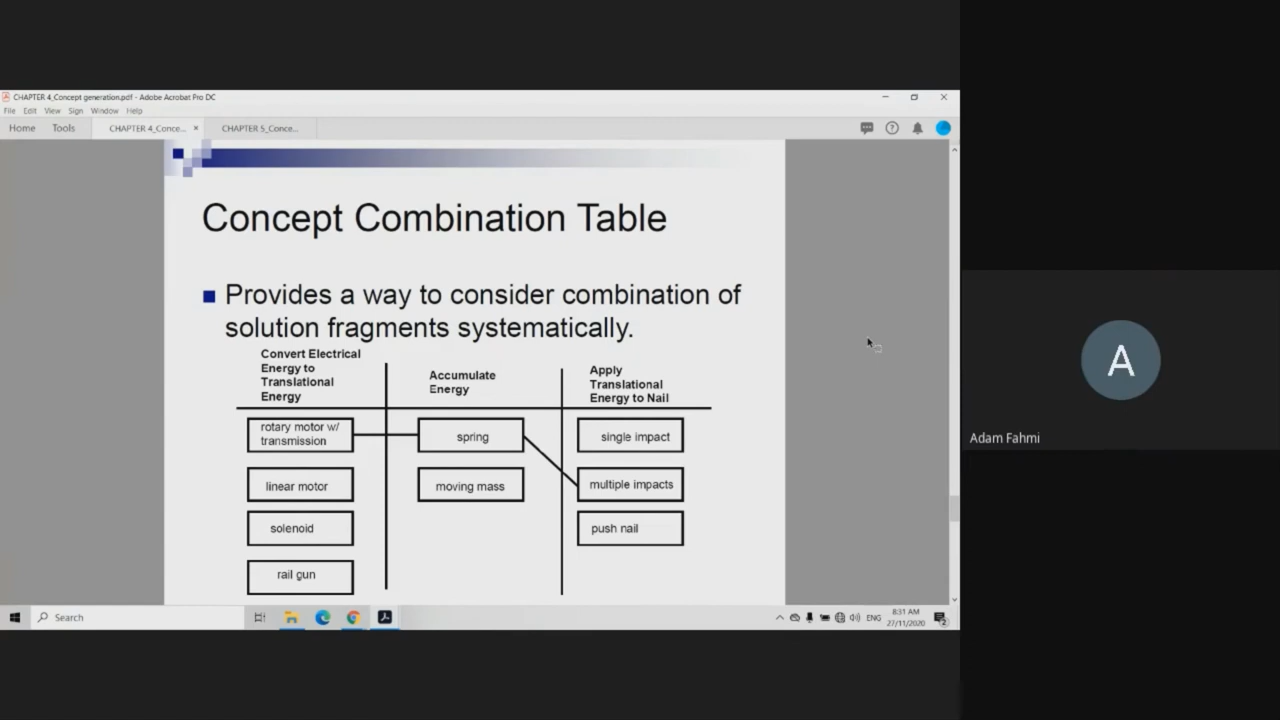 CHAPTER 4_Concept generation.pdf - Adobe Acrobat Pro DC
File Edit View Sign Window Help
Home Tools CHAPTER 4_Conce... × CHAPTER 5_Conce...
Concept Combination Table
Provides a way to consider combination of
solution fragments systematically.
Convert Electrical
Energy to
Translational
Energy
Accumulate
Energy
Apply
Translational
Energy to Nail
rotary motor w/
transmission
spring
single impact
linear motor
moving mass
multiple impacts
solenoid
push nail
rail gun
A
Adam Fahmi
Search
ENG
8:31 AM
27/11/2020
2